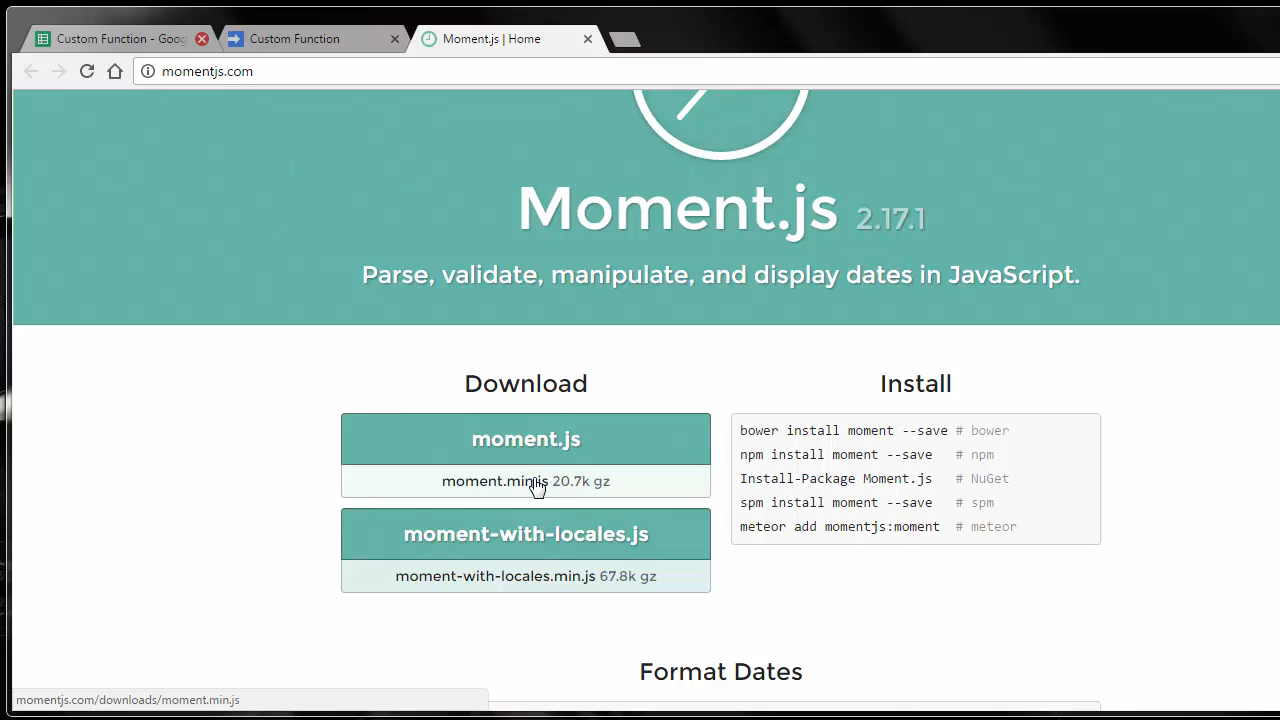 Custom Function - Goog
Custom Function
Moment.js | Home
momentjs.com
Moment.js 2.17.1
Parse, validate, manipulate, and display dates in JavaScript.
Download
moment.js
moment.min.js 20.7k gz
moment-with-locales.js
moment-with-locales.min.js 67.8k gz
Install
bower install moment --save # bower
npm install moment --save # npm
Install-Package Moment.js # NuGet
spm install moment --save # spm
meteor add momentjs:moment # meteor
Format Dates
momentjs.com/downloads/moment.min.js